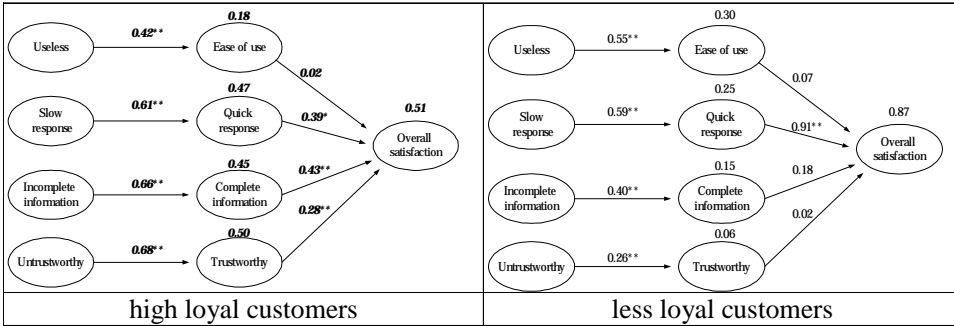 0.18
Useless 0.42** Ease of use
0.02
0.47
Slow
response
0.61**
Quick
response
0.39*
0.51
Overall
satisfaction
0.45
Incomplete
information
0.66**
Complete
information
0.43**
0.28**
0.50
Untrustworthy 0.68** Trustworthy
high loyal customers
0.30
Useless 0.55** Ease of use
0.07
0.25
Slow
response
0.59**
Quick
response
0.91**
0.87
Overall
satisfaction
0.15
Incomplete
information
0.40**
Complete
information
0.18
0.02
0.06
Untrustworthy 0.26** Trustworthy
less loyal customers